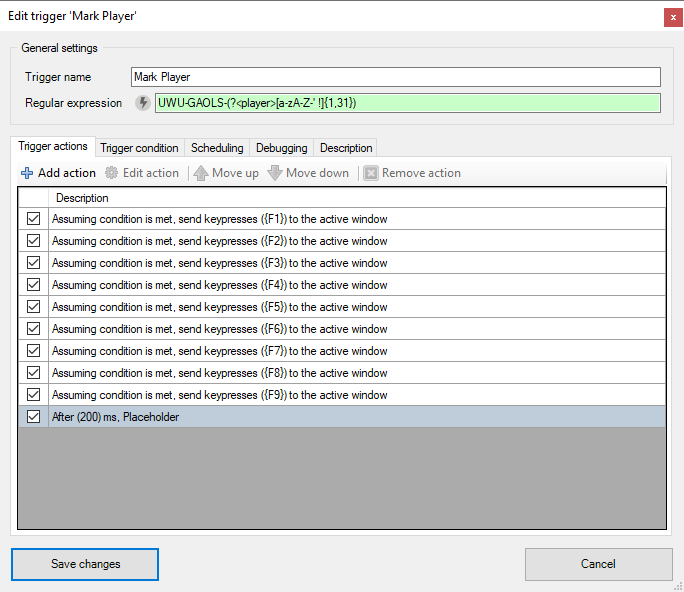 Edit trigger 'Mark Player'
x
General settings
Trigger name
Mark Player
Regular expression
UWU-GAOLS-(?<player>[a-zA-Z-' !]{1,31})
Trigger actions
Trigger condition
Scheduling
Debugging
Description
Add action
Edit action
Move up
Move down
Remove action
Description
Assuming condition is met, send keypresses ({F1}) to the active window
Assuming condition is met, send keypresses ({F2}) to the active window
Assuming condition is met, send keypresses ({F3}) to the active window
Assuming condition is met, send keypresses ({F4}) to the active window
Assuming condition is met, send keypresses ({F5}) to the active window
Assuming condition is met, send keypresses ({F6}) to the active window
Assuming condition is met, send keypresses ({F7}) to the active window
Assuming condition is met, send keypresses ({F8}) to the active window
Assuming condition is met, send keypresses ({F9}) to the active window
After (200) ms, Placeholder
Save changes
Cancel